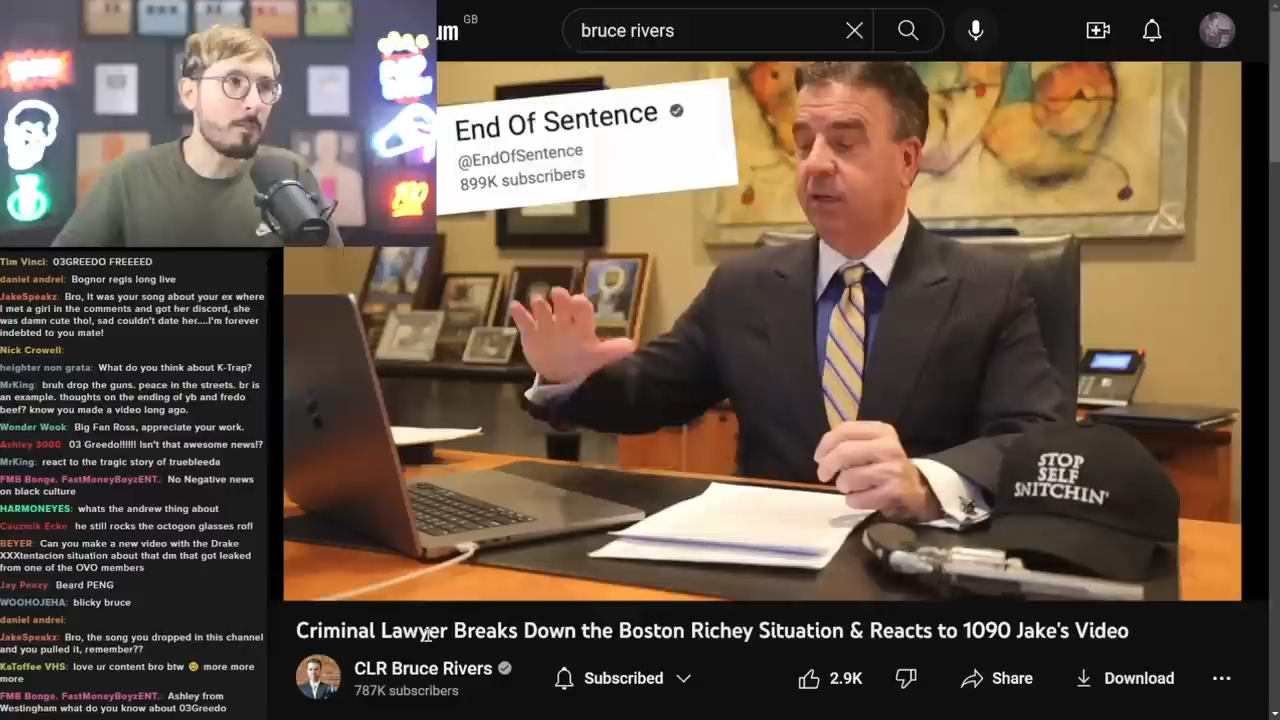 um GB
bruce rivers
End Of Sentence
@EndOfSentence
899K subscribers
STOP
SELF
SNITCHIN'
Tim Vinci: 03GREEDO FREEEED
daniel andrei: Bognor regis long live
JakeSpeakz: Bro, It was your song about your ex where
I met a girl in the comments and got her discord, she
was damn cute tho!, sad couldn't date her....I'm forever
indebted to you mate!
Nick Crowell:
heighter non grata: What do you think about K-Trap?
MrKing: bruh drop the guns. peace in the streets. br is
an example. thoughts on the ending of yb and fredo
beef? know you made a video long ago.
Wonder Wook: Big Fan Ross, appreciate your work.
Ashley 3000: 03 Greedo!!!!!! Isn't that awesome news!?
MrKing: react to the tragic story of truebleeda
FMB Bonge. FastMoneyBoyzENT.: No Negative news
on black culture
HARMONEYES: whats the andrew thing about
Cauzmik Ecko: he still rocks the octogon glasses rofl
BEYER: Can you make a new video with the Drake
XXXtentacion situation about that dm that got leaked
from one of the OVO members
Jay Peezy: Beard PENG
WOOHOJEHA: blicky bruce
daniel andrei:
JakeSpeakz: Bro, the song you dropped in this channel
and you pulled it, remember??
KaToffee VHS: love ur content bro btw 😉 more more
more
FMB Bonge. FastMoneyBoyzENT.: Ashley from
Westingham what do you know about 03Greedo
Criminal Lawyer Breaks Down the Boston Richey Situation & Reacts to 1090 Jake's Video
CLR Bruce Rivers
787K subscribers
Subscribed
2.9K
Share
Download